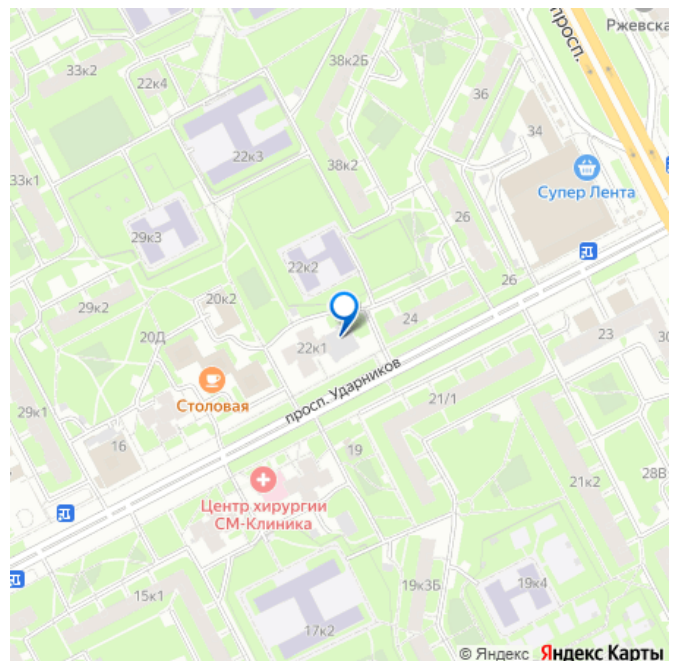 просп.
Ржевска
33к2
22к4
38к2Б
36
34
22к3
38к2
33к1
Супер Лента
26
29к3
22к2
26
29к2
20к2
20Д
24
23
30
22к1
просп. Ударников
Столовая
21/1
29к1
16
19
28В
21к2
Центр хирургии
СМ-Клиника
15к1
19к3Б
19к4
17к2
© Яндекс Яндекс Карты